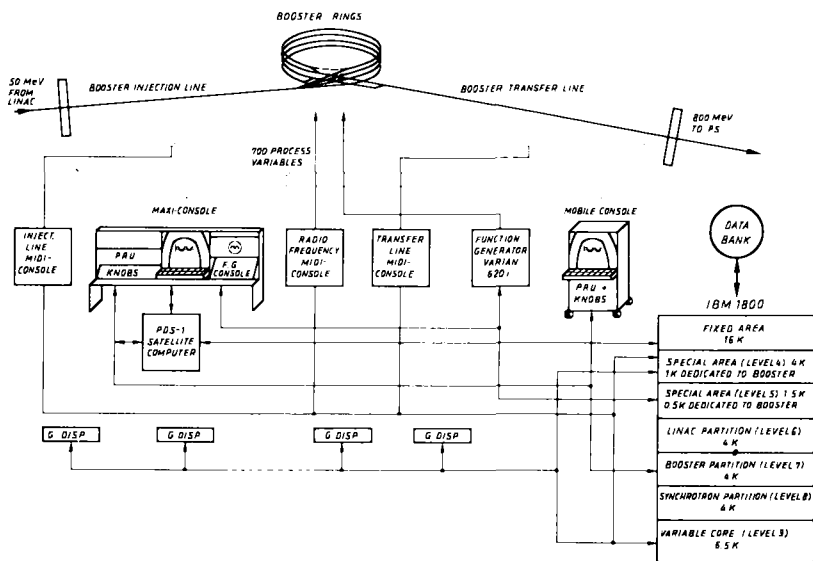 BOOSTER RINGS
50 MeV
FROM
LINAC
BOOSTER INJECTION LINE
BOOSTER TRANSFER LINE
800 MeV
TO PS
700 PROCESS
VARIABLES
MAXI-CONSOLE
MOBILE CONSOLE
INJECT.
LINE
MIDI-
CONSOLE
PRU
KNOBS
F.G
CONSOLE
RADIO
FREQUENCY
MIDI-
CONSOLE
TRANSFER
LINE
MIDI-
CONSOLE
FUNCTION
GENERATOR
VARIAN
620i
PRU +
KNOBS
DATA
BANK
IBM 1800
PDS-1
SATELLITE
COMPUTER
FIXED AREA
16 K
SPECIAL AREA (LEVEL 4) 4K
1K DEDICATED TO BOOSTER
SPECIAL AREA (LEVEL 5) 1.5K
0.5K DEDICATED TO BOOSTER
LINAC PARTITION (LEVEL 6)
4 K
BOOSTER PARTITION (LEVEL 7)
4K
SYNCHROTRON PARTITION (LEVEL 8)
4 K
VARIABLE CORE (LEVEL 9)
6.5 K
G DISP
G DISP
G DISP
G DISP